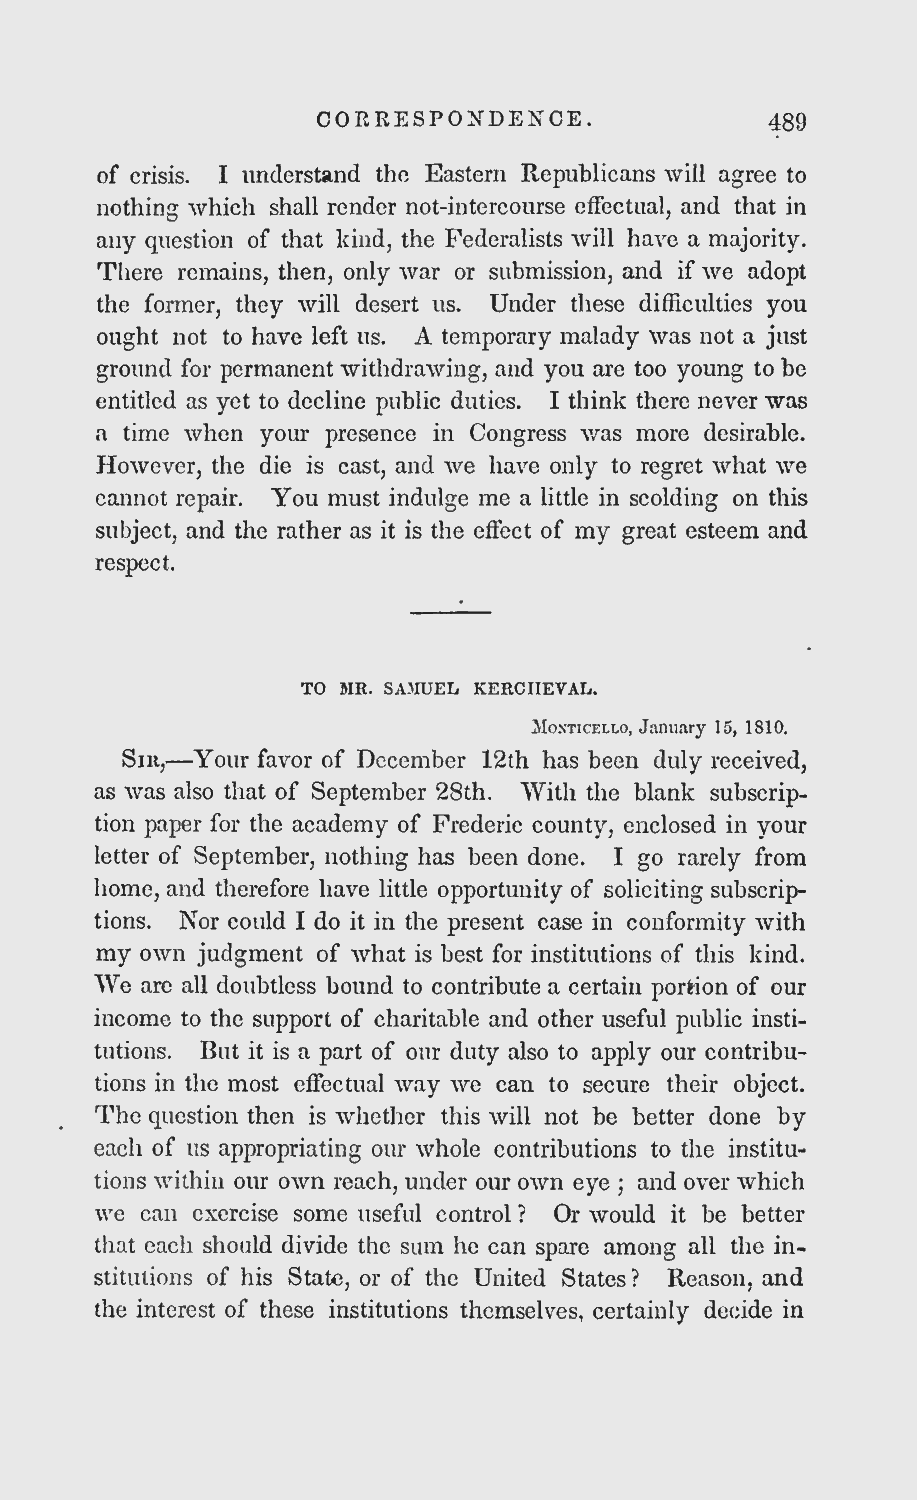 CORRESPONDENCE. 489
of crisis. I understand the Eastern Republicans will agree to
nothing which shall render not-intercourse effectual, and that in
any question of that kind, the Federalists will have a majority.
There remains, then, only war or submission, and if we adopt
the former, they will desert us. Under these difficulties you
ought not to have left us. A temporary malady was not a just
ground for permanent withdrawing, and you are too young to be
entitled as yet to decline public duties. I think there never was
a time when your presence in Congress was more desirable.
However, the die is cast, and we have only to regret what we
cannot repair. You must indulge me a little in scolding on this
subject, and the rather as it is the effect of my great esteem and
respect.
TO MR. SAMUEL KERCHEVAL.
Monticello, January 15, 1810.
Sir,—Your favor of December 12th has been duly received,
as was also that of September 28th. With the blank subscrip-
tion paper for the academy of Frederic county, enclosed in your
letter of September, nothing has been done. I go rarely from
home, and therefore have little opportunity of soliciting subscrip-
tions. Nor could I do it in the present case in conformity with
my own judgment of what is best for institutions of this kind.
We are all doubtless bound to contribute a certain portion of our
income to the support of charitable and other useful public insti-
tutions. But it is a part of our duty also to apply our contribu-
tions in the most effectual way we can to secure their object.
The question then is whether this will not be better done by
each of us appropriating our whole contributions to the institu-
tions within our own reach, under our own eye ; and over which
we can exercise some useful control? Or would it be better
that each should divide the sum he can spare among all the in-
stitutions of his State, or of the United States? Reason, and
the interest of these institutions themselves, certainly decide in